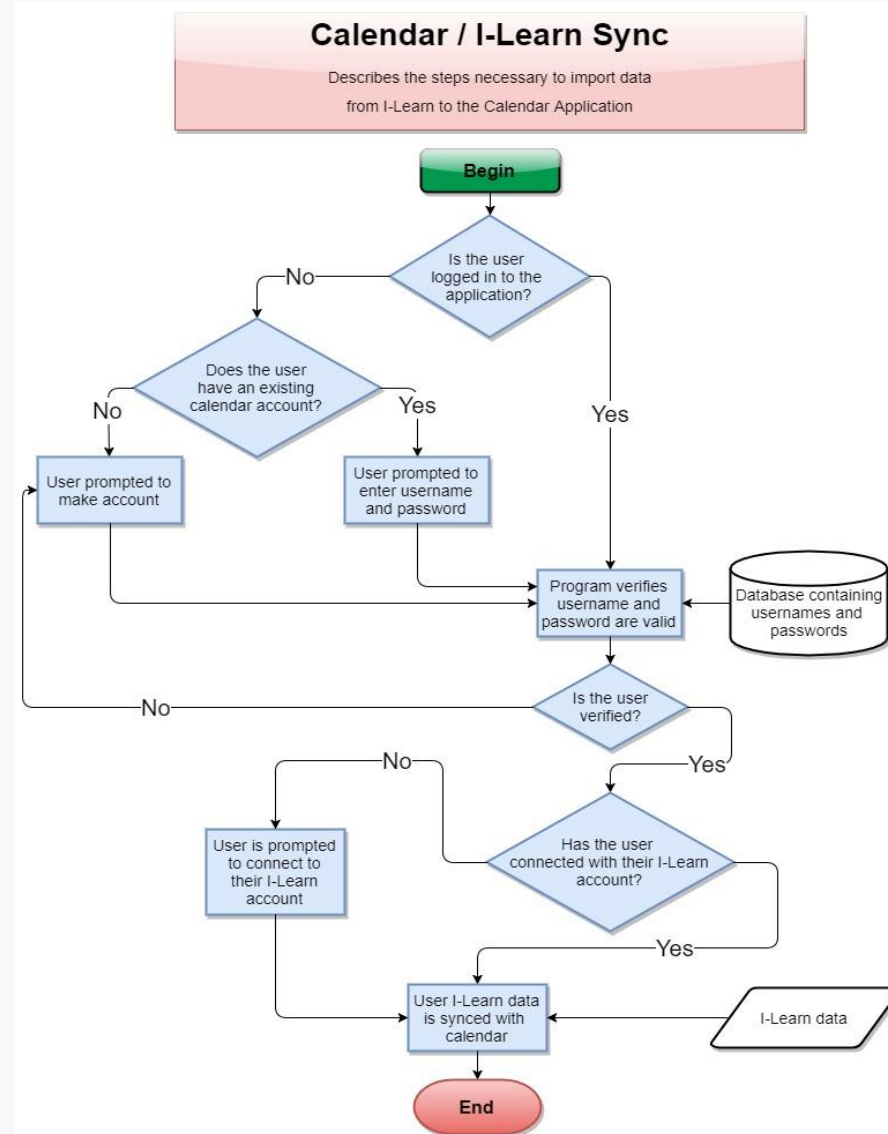 Calendar / I-Learn Sync
Describes the steps necessary to import data
from I-Learn to the Calendar Application
Begin
Is the user
logged in to the
application?
No
Yes
Does the user
have an existing
calendar account?
No
Yes
User prompted to
make account
User prompted to
enter username
and password
Program verifies
username and
password are valid
Database containing
usernames and
passwords
Is the user
verified?
No
Yes
No
Has the user
connected with their I-Learn
account?
User is prompted
to connect to
their I-Learn
account
Yes
User I-Learn data
is synced with
calendar
I-Learn data
End